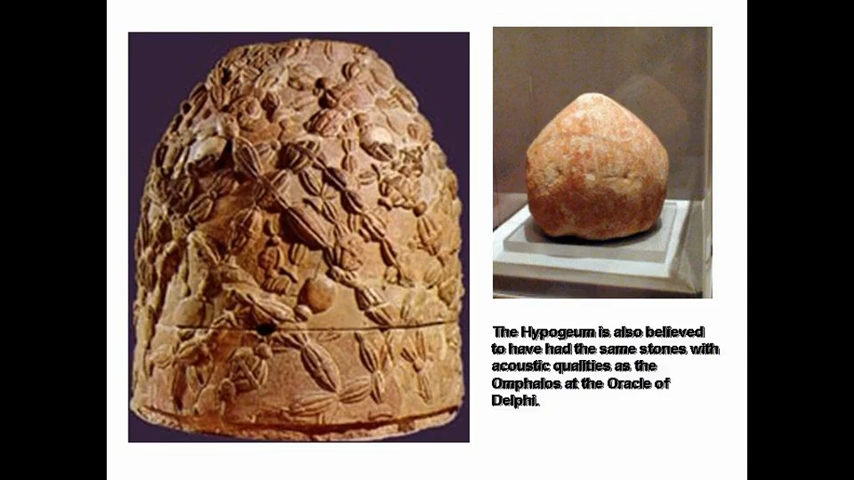 The Hypogeum is also believed
to have had the same stones with
acoustic qualities as the
Omphalos at the Oracle of
Delphi.